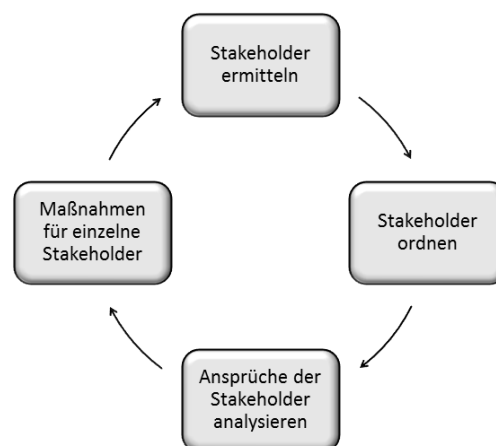 Stakeholder
ermitteln
Stakeholder
ordnen
Ansprüche der
Stakeholder
analysieren
Maßnahmen
für einzelne
Stakeholder